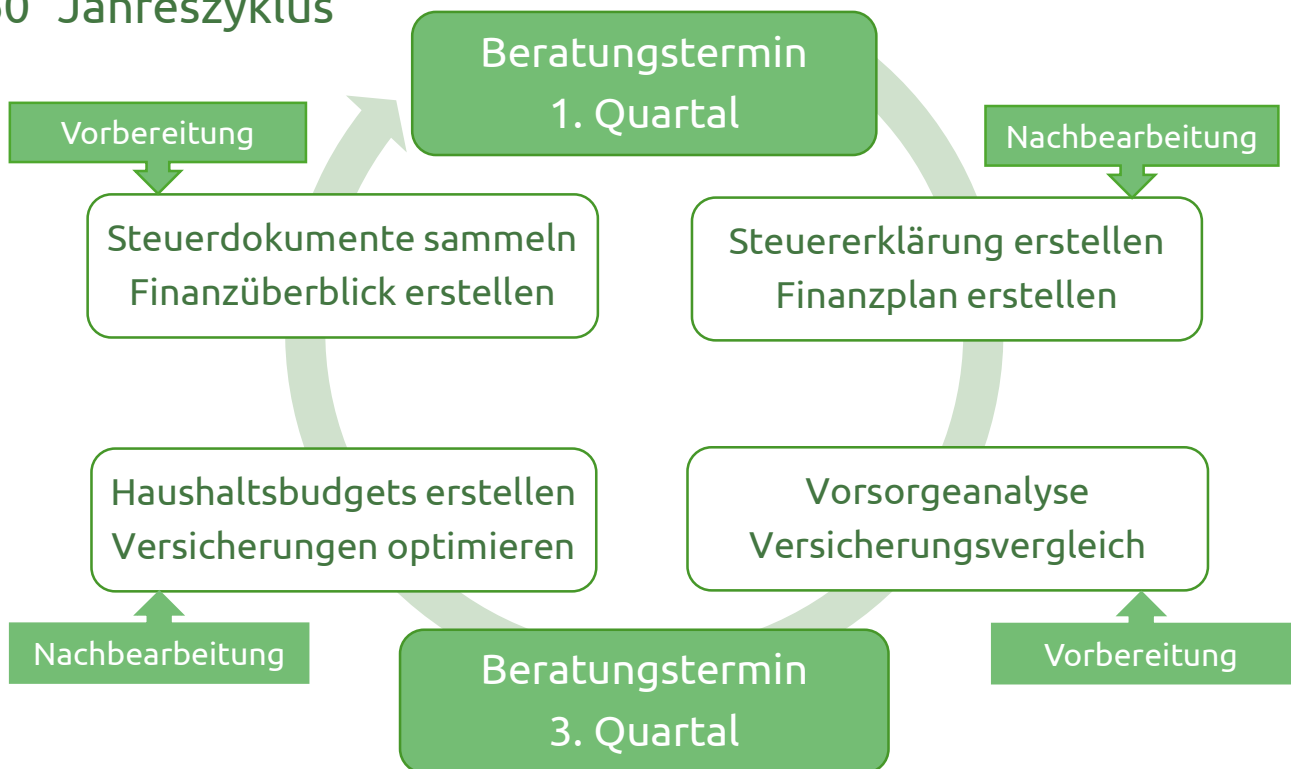 Jahreszyklus
Beratungstermin
1. Quartal
Vorbereitung
Nachbearbeitung
Steuerdokumente sammeln
Finanzüberblick erstellen
Steuererklärung erstellen
Finanzplan erstellen
Haushaltsbudgets erstellen
Versicherungen optimieren
Vorsorgeanalyse
Versicherungsvergleich
Nachbearbeitung
Vorbereitung
Beratungstermin
3. Quartal